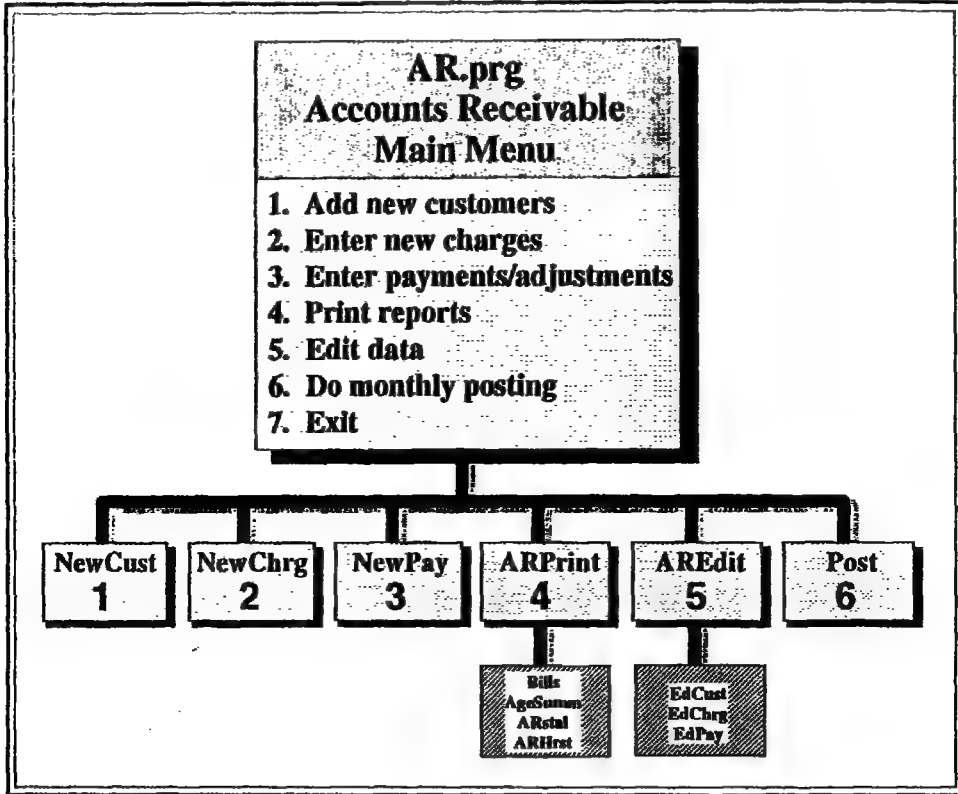 AR.prg
Accounts Receivable
Main Menu
1. Add new customers
2. Enter new charges
3. Enter payments/adjustments
4. Print reports
5. Edit data
6. Do monthly posting
7. Exit
NewCust
1
NewChrg
2
NewPay
3
ARPrint
4
AREdit
5
Post
6
Bills
AgeSumm
EdCust
EdChrg
EdPay